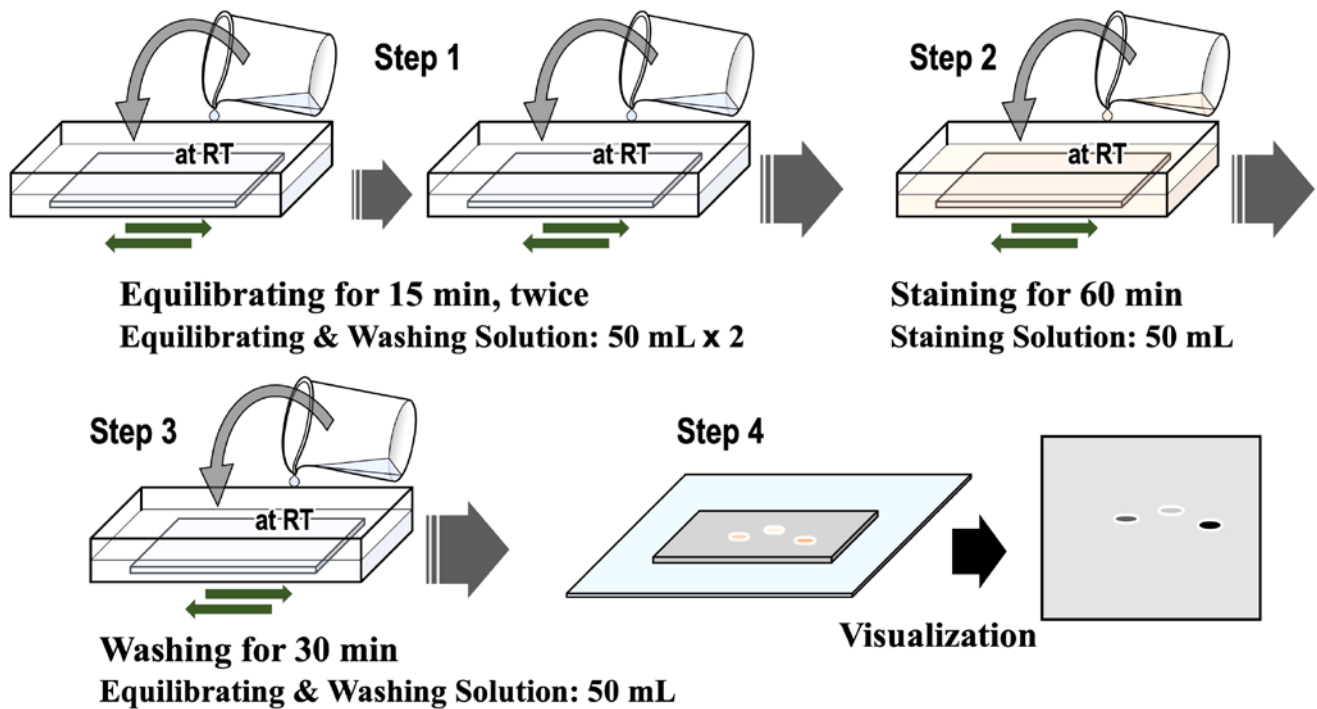 Step 1
Step 2
at RT
at RT
at RT
Equilibrating for 15 min, twice
Equilibrating & Washing Solution: 50 mL x 2
Staining for 60 min
Staining Solution: 50 mL
Step 3
Step 4
at RT
Visualization
Washing for 30 min
Equilibrating & Washing Solution: 50 mL